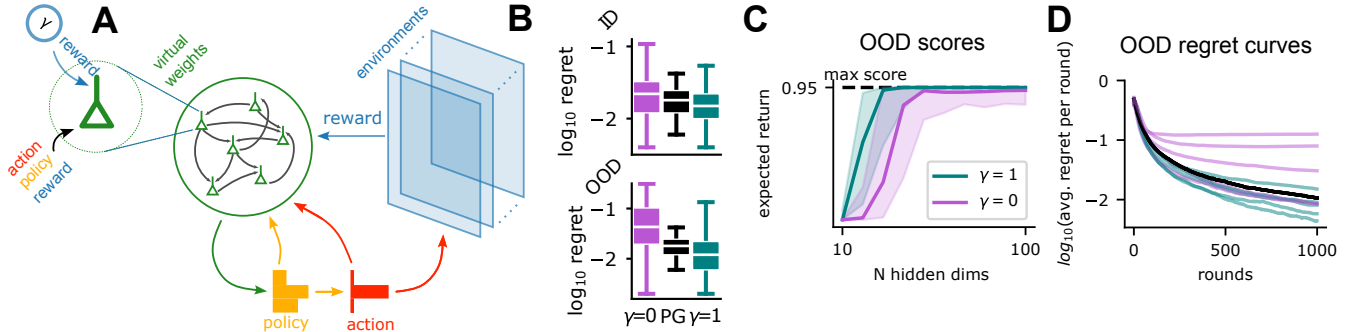 A
γ
reward
virtual
weights
environments
reward
action
policy
reward
policy
action
B
ID
log₁₀ regret
−1
−2
OOD
log₁₀ regret
−1
−2
γ=0 PG γ=1
C
OOD scores
max score
0.95
expected return
γ = 1
γ = 0
10
100
N hidden dims
D
OOD regret curves
log₁₀(avg. regret per round)
0
−1
−2
0
500
1000
rounds